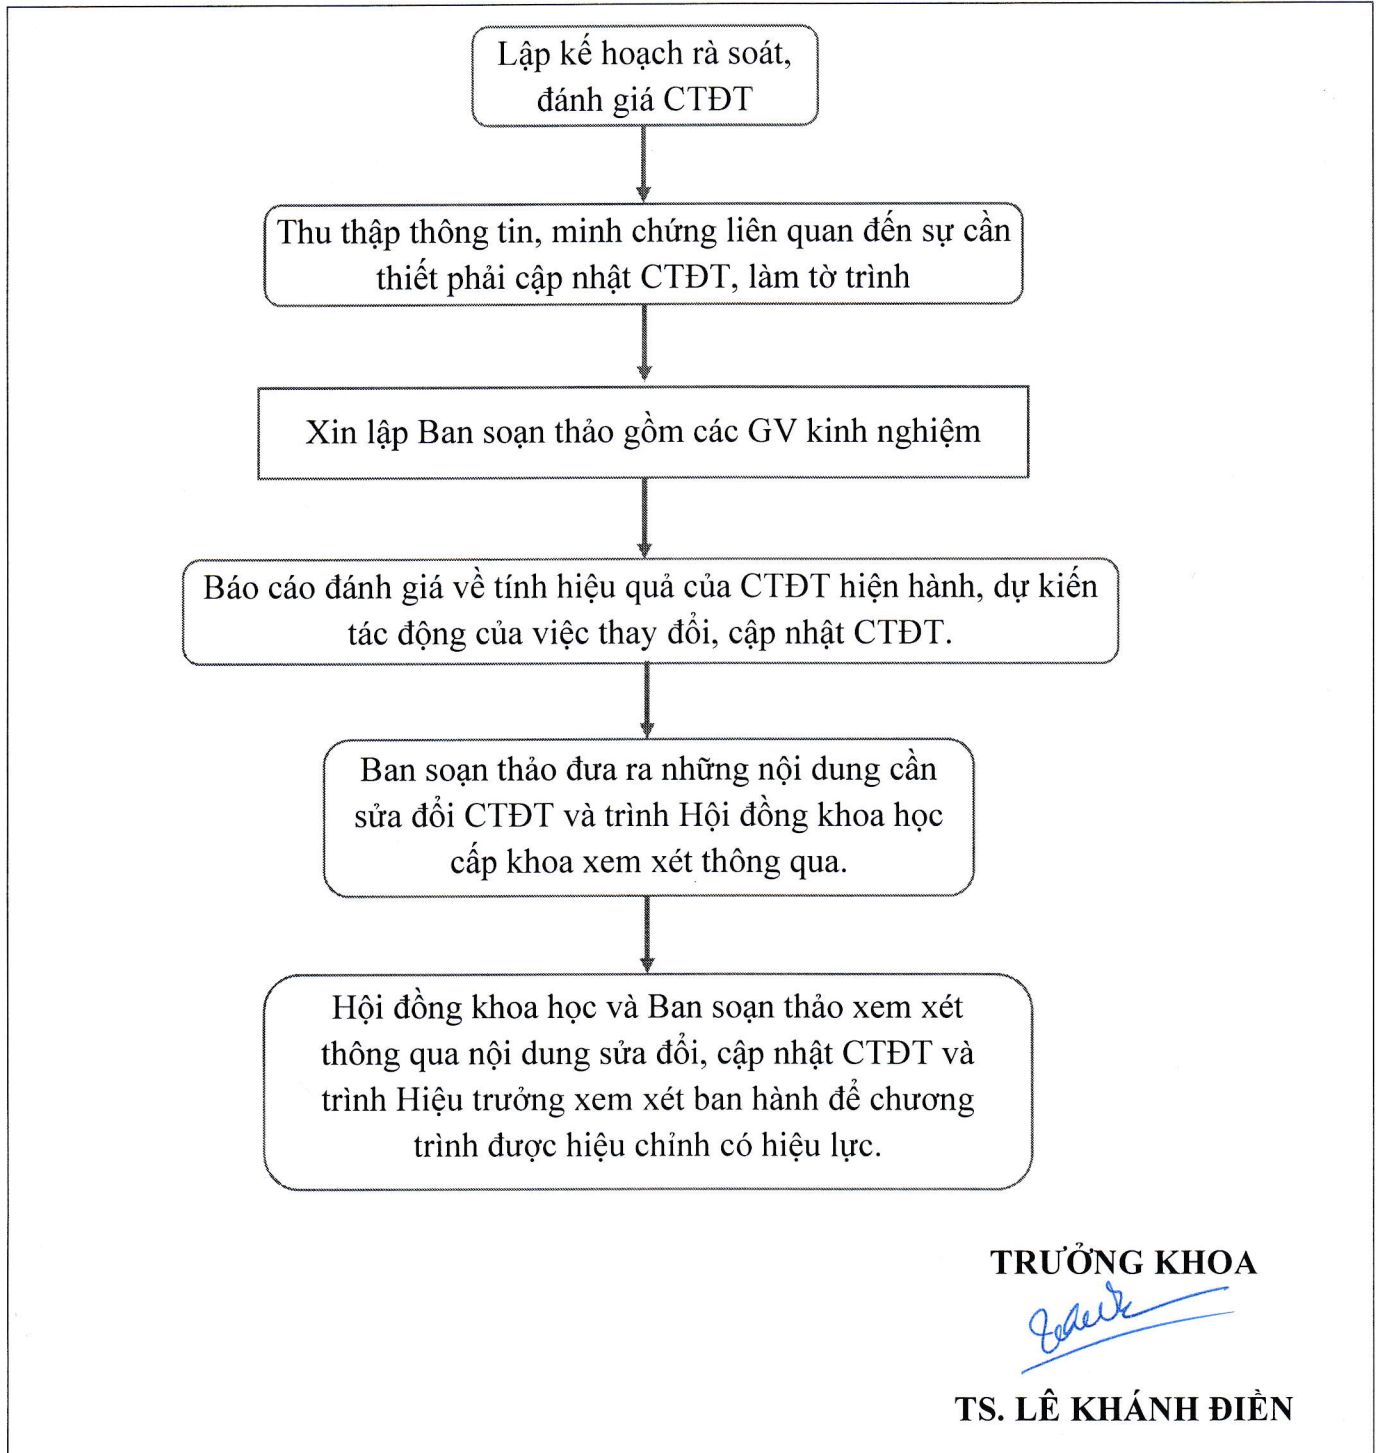 Lập kế hoạch rà soát,
đánh giá CTĐT
Thu thập thông tin, minh chứng liên quan đến sự cần
thiết phải cập nhật CTĐT, làm tờ trình
Xin lập Ban soạn thảo gồm các GV kinh nghiệm
Báo cáo đánh giá về tính hiệu quả của CTĐT hiện hành, dự kiến
tác động của việc thay đổi, cập nhật CTĐT.
Ban soạn thảo đưa ra những nội dung cần
sửa đổi CTĐT và trình Hội đồng khoa học
cấp khoa xem xét thông qua.
Hội đồng khoa học và Ban soạn thảo xem xét
thông qua nội dung sửa đổi, cập nhật CTĐT và
trình Hiệu trưởng xem xét ban hành để chương
trình được hiệu chỉnh có hiệu lực.
TRƯỞNG KHOA
TS. LÊ KHÁNH ĐIỀN